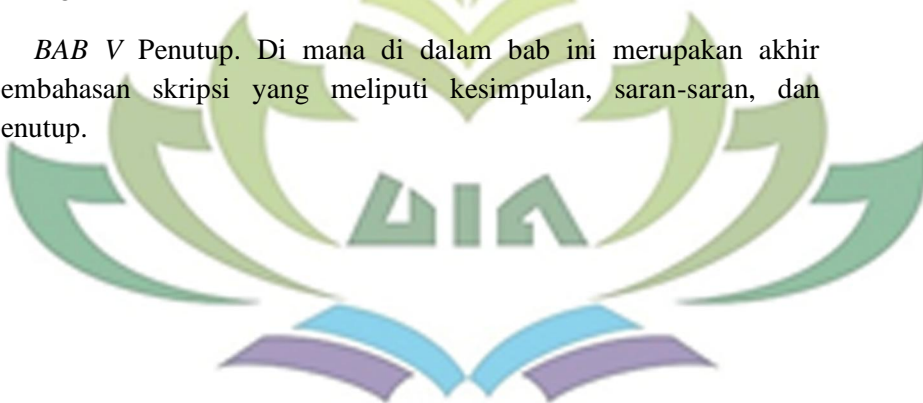 BAB V Penutup. Di mana di dalam bab ini merupakan akhir
embahasan skripsi yang meliputi kesimpulan, saran-saran, dan
enutup.
UIN